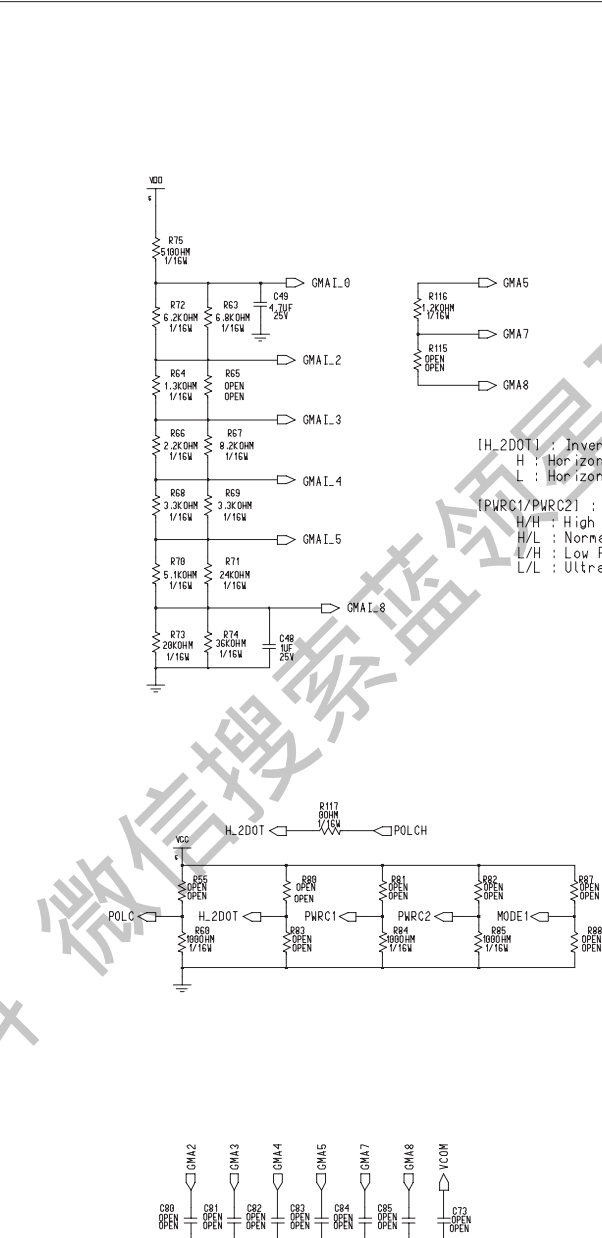 VDD
R75
510OHM
1/16W
GMAI_0
R72
6.2KOHM
1/16W
R63
6.8KOHM
1/16W
C49
4.7UF
25V
GMAI_2
R64
1.3KOHM
1/16W
R65
OPEN
OPEN
GMAI_3
R66
2.2KOHM
1/16W
R67
8.2KOHM
1/16W
GMAI_4
R68
3.3KOHM
1/16W
R69
3.3KOHM
1/16W
GMAI_5
R70
5.1KOHM
1/16W
R71
24KOHM
1/16W
GMAI_8
R73
20KOHM
1/16W
R74
36KOHM
1/16W
C48
1UF
25V
GMA5
R116
1.2KOHM
1/16W
GMA7
R115
OPEN
OPEN
GMA8
[H_2DOT] : Inver
H : Horizon
L : Horizon
[PWRC1/PWRC2] :
H/H : High
H/L : Norma
L/H : Low P
L/L : Ultra
R117
0OHM
1/16W
H_2DOT
POLCH
VCC
R55
OPEN
OPEN
R80
OPEN
OPEN
R81
OPEN
OPEN
R82
OPEN
OPEN
R87
OPEN
OPEN
POLC
H_2DOT
PWRC1
PWRC2
MODE1
R60
100OHM
1/16W
R83
OPEN
OPEN
R84
100OHM
1/16W
R85
100OHM
1/16W
R88
OPEN
OPEN
GMA2
GMA3
GMA4
GMA5
GMA7
GMA8
VCOM
C80
OPEN
OPEN
C81
OPEN
OPEN
C82
OPEN
OPEN
C83
OPEN
OPEN
C84
OPEN
OPEN
C85
OPEN
OPEN
C73
OPEN
OPEN
微信搜索蓝领星